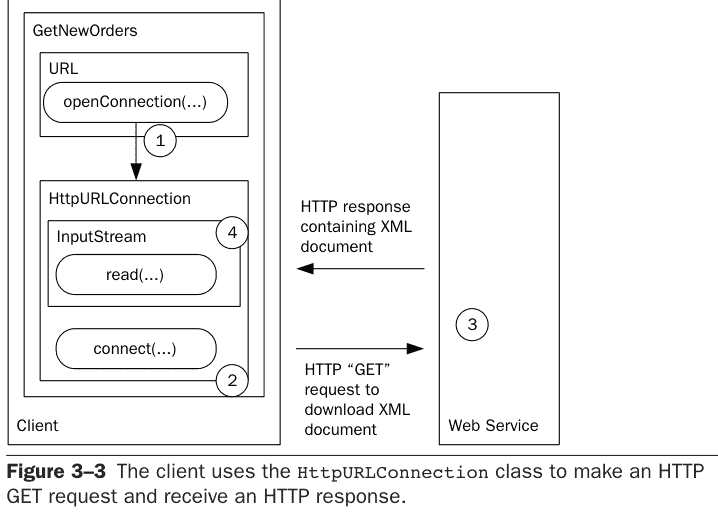 GetNewOrders
URL
openConnection(...)
1
HttpURLConnection
4
InputStream
read(...)
connect(...)
2
Client
HTTP response
containing XML
document
3
HTTP “GET”
request to
download XML
document
Web Service
Figure 3–3 The client uses the HttpURLConnection class to make an HTTP
GET request and receive an HTTP response.